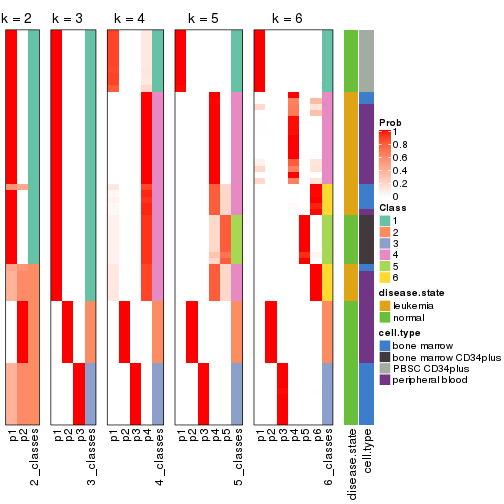 k = 2 k = 3 k = 4 k = 5 k = 6
Prob
1
0.8
0.6
0.4
0.2
0
Class
1
2
3
4
5
6
disease.state
leukemia
normal
cell.type
bone marrow
bone marrow CD34plus
PBSC CD34plus
peripheral blood
p1 p2 2_classes p1 p2 p3 3_classes p1 p2 p3 p4 4_classes p1 p2 p3 p4 p5 5_classes p1 p2 p3 p4 p5 p6 6_classes disease.state cell.type